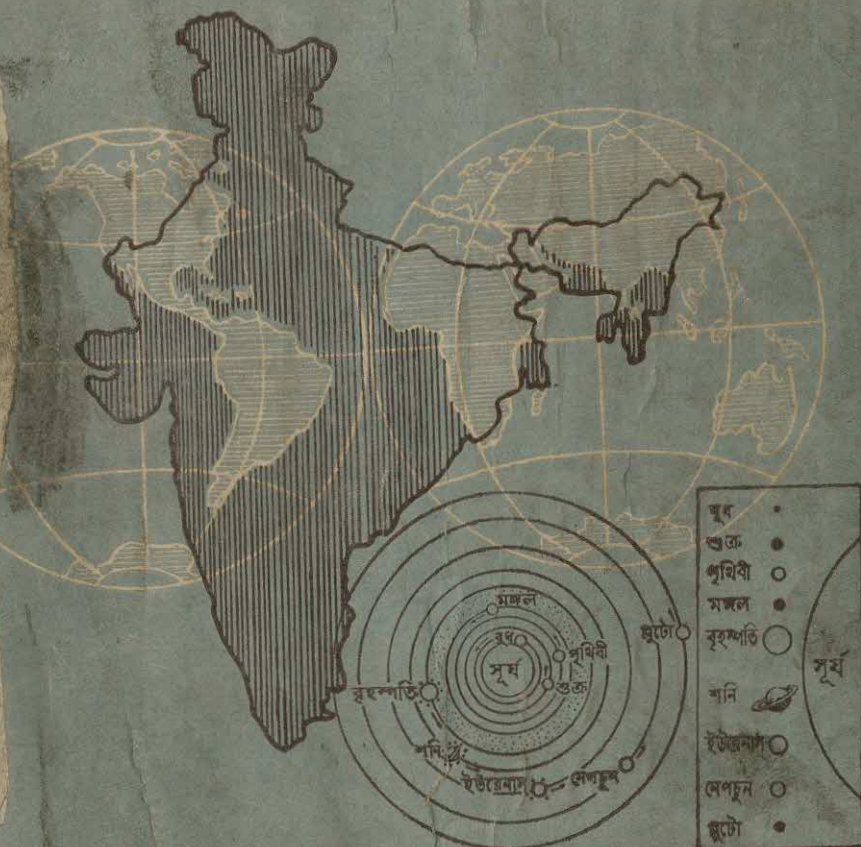 মঙ্গল
বুধ
পৃথিবী
সূর্য
শুক্র
প্লুটো
বৃহস্পতি
শনি
ইউরেনাস
নেপচুন
বুধ
শুক্র
পৃথিবী
মঙ্গল
বৃহস্পতি
সূর্য
শনি
ইউরেনাস
নেপচুন
প্লুটো